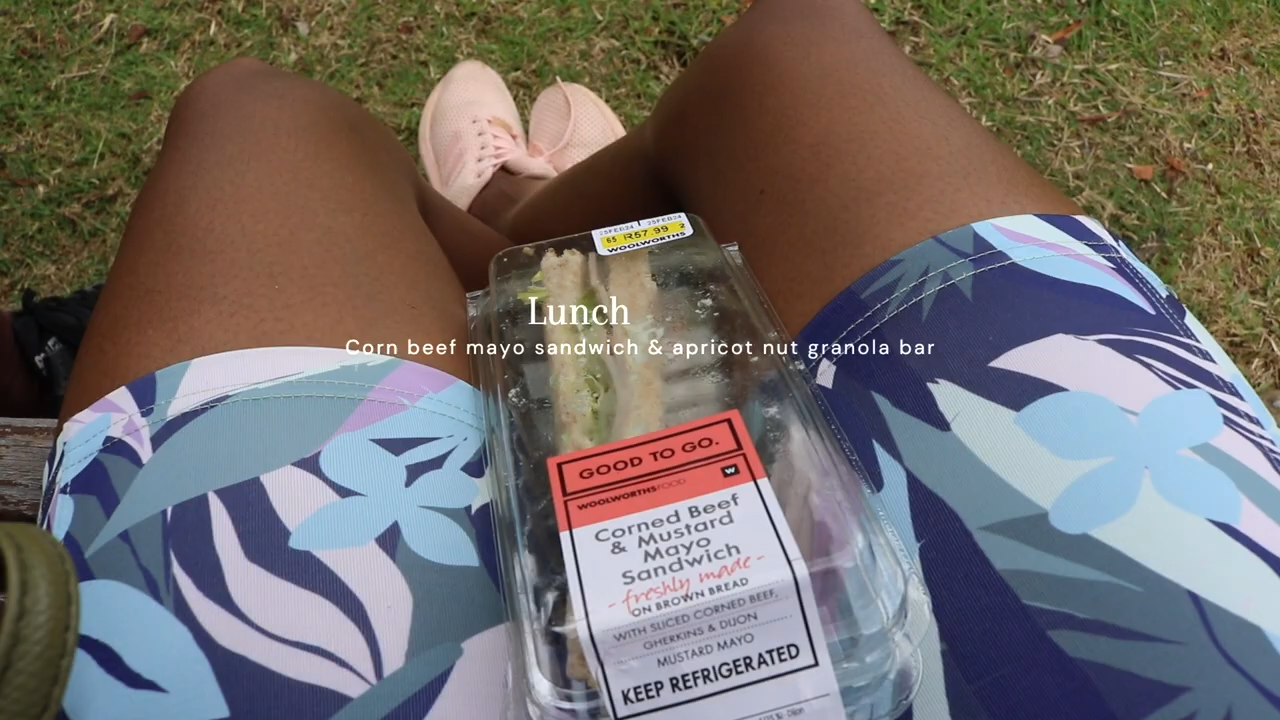 25FEB24 25FEB24
65 R57.99 2
WOOLWORTHS
Lunch
Corn beef mayo sandwich & apricot nut granola bar
GOOD TO GO.
W
WOOLWORTHSFOOD
Corned Beef
& Mustard
Mayo
Sandwich
- freshly made -
ON BROWN BREAD
WITH SLICED CORNED BEEF,
GHERKINS & DIJON
MUSTARD MAYO
KEEP REFRIGERATED